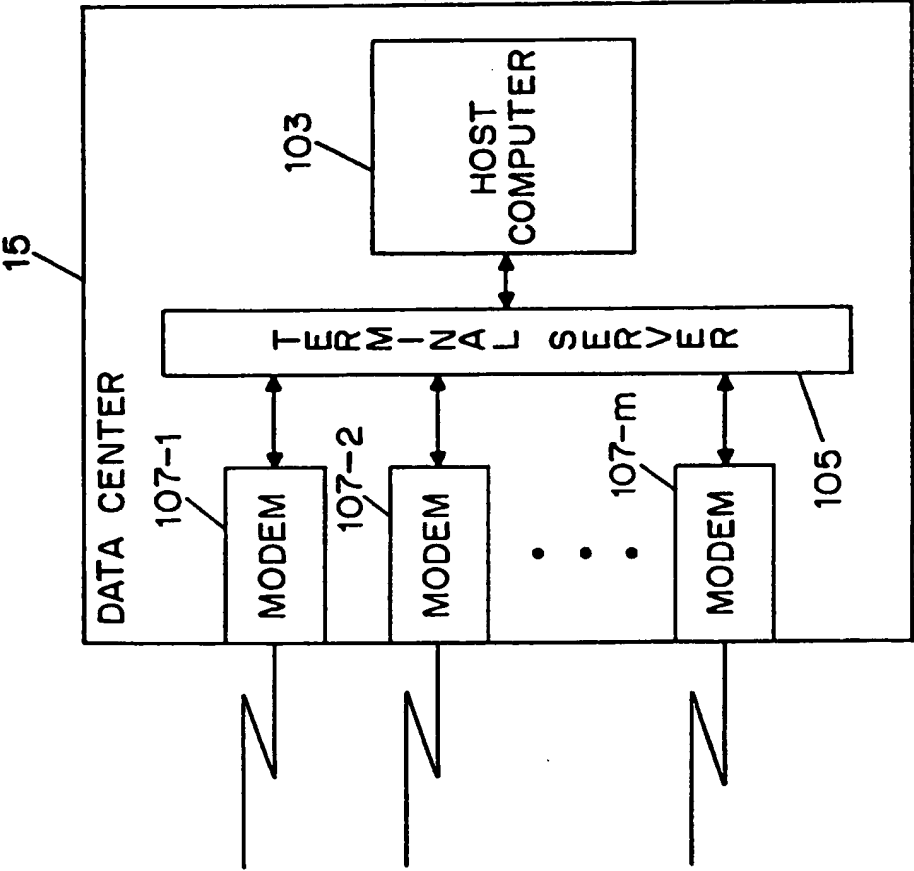 15
DATA CENTER
103
HOST
COMPUTER
TERMINAL SERVER
107-1
MODEM
107-2
MODEM
107-m
MODEM
105